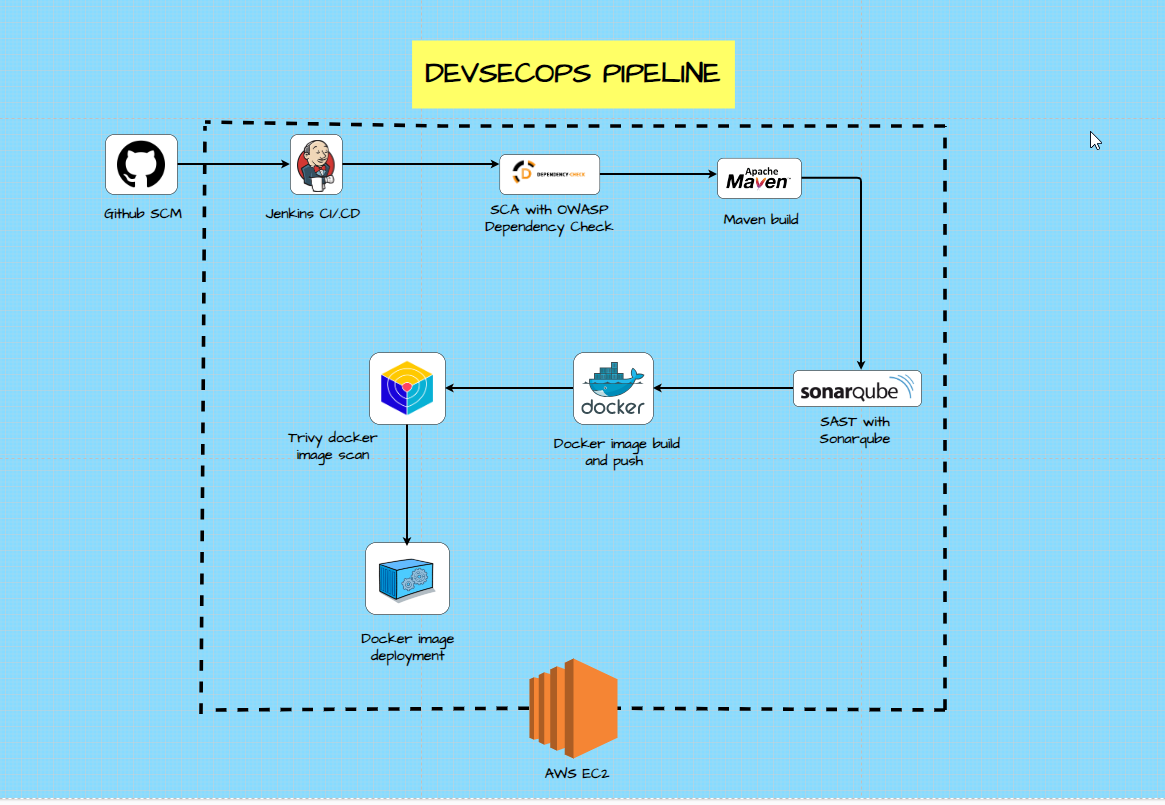 DEVSECOPS PIPELINE
Github SCM
Jenkins CI/.CD
DEPENDENCY-CHECK
SCA with OWASP
Dependency Check
Apache
Maven™
Maven build
sonarqube
SAST with
Sonarqube
docker
Docker image build
and push
Trivy docker
image scan
Docker image
deployment
AWS EC2